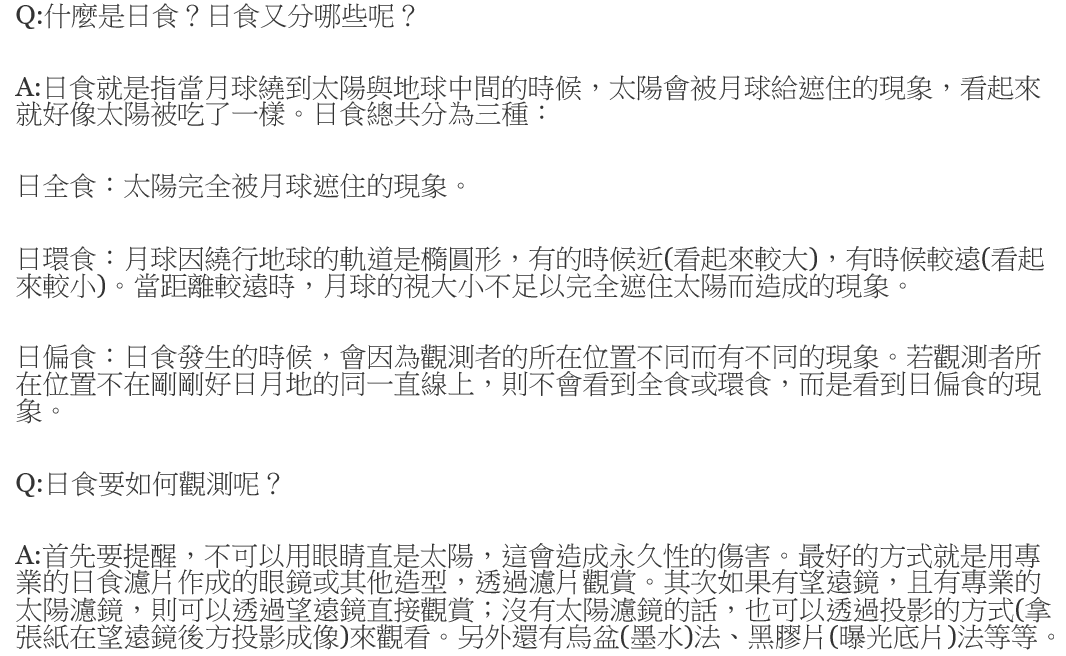 Q:什麼是日食？日食又分哪些呢？
A:日食就是指當月球繞到太陽與地球中間的時候，太陽會被月球給遮住的現象，看起來
就好像太陽被吃了一樣。日食總共分為三種：
日全食：太陽完全被月球遮住的現象。
日環食：月球因繞行地球的軌道是橢圓形，有的時候近(看起來較大)，有時候較遠(看起
來較小)。當距離較遠時，月球的視大小不足以完全遮住太陽而造成的現象。
日偏食：日食發生的時候，會因為觀測者的所在位置不同而有不同的現象。若觀測者所
在位置不在剛剛好日月地的同一直線上，則不會看到全食或環食，而是看到日偏食的現
象。
Q:日食要如何觀測呢？
A:首先要提醒，不可以用眼睛直是太陽，這會造成永久性的傷害。最好的方式就是用專
業的日食濾片作成的眼鏡或其他造型，透過濾片觀賞。其次如果有望遠鏡，且有專業的
太陽濾鏡，則可以透過望遠鏡直接觀賞；沒有太陽濾鏡的話，也可以透過投影的方式(拿
張紙在望遠鏡後方投影成像)來觀看。另外還有烏盆(墨水)法、黑膠片(曝光底片)法等等。